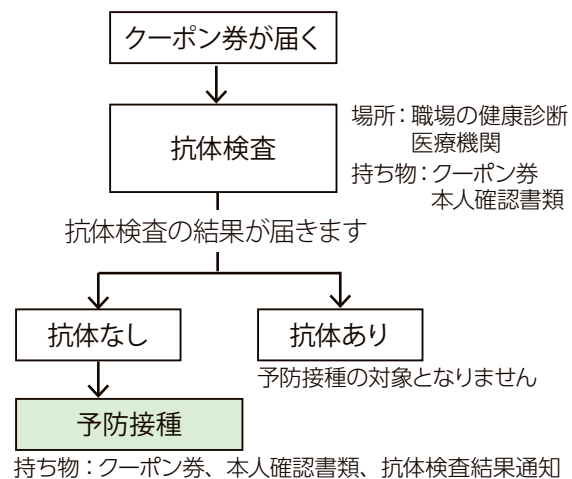 クーポン券が届く
抗体検査
場所：職場の健康診断
医療機関
持ち物：クーポン券
本人確認書類
抗体検査の結果が届きます
抗体なし
抗体あり
予防接種の対象となりません
予防接種
持ち物：クーポン券、本人確認書類、抗体検査結果通知